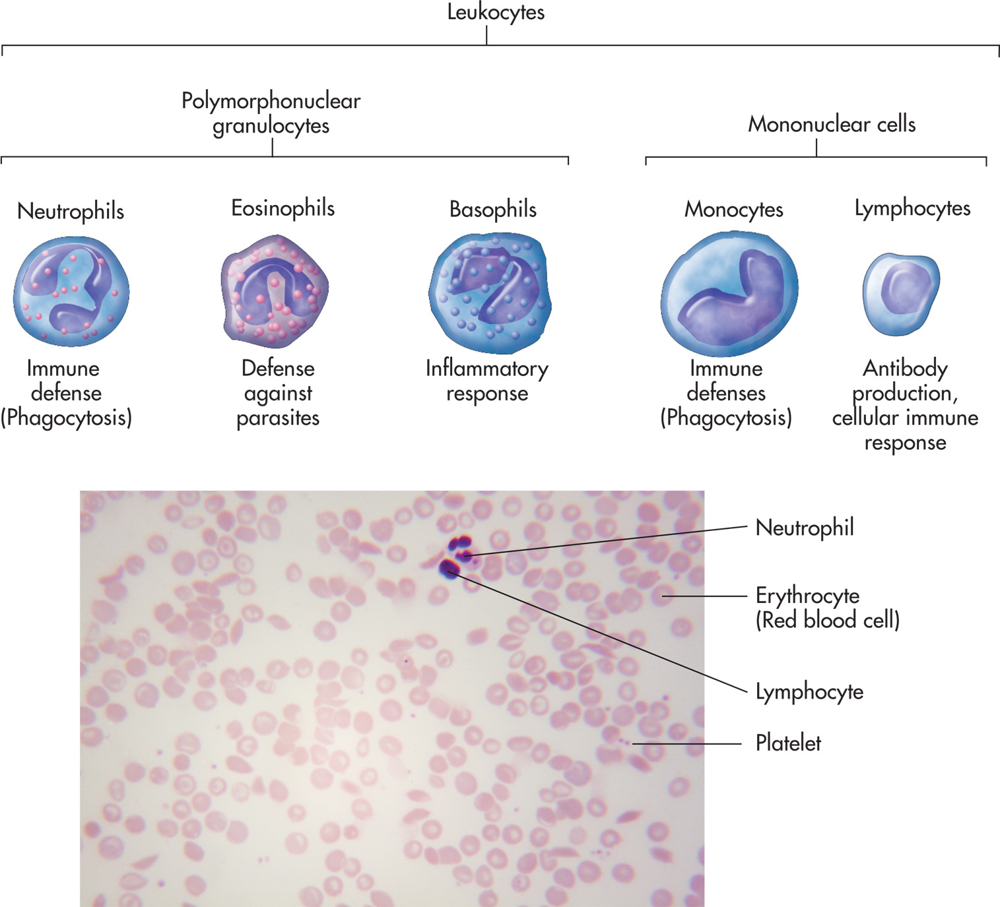 Leukocytes
Polymorphonuclear
granulocytes
Mononuclear cells
Neutrophils
Eosinophils
Basophils
Monocytes
Lymphocytes
Immune
defense
(Phagocytosis)
Defense
against
parasites
Inflammatory
response
Immune
defenses
(Phagocytosis)
Antibody
production,
cellular immune
response
Neutrophil
Erythrocyte
(Red blood cell)
Lymphocyte
Platelet